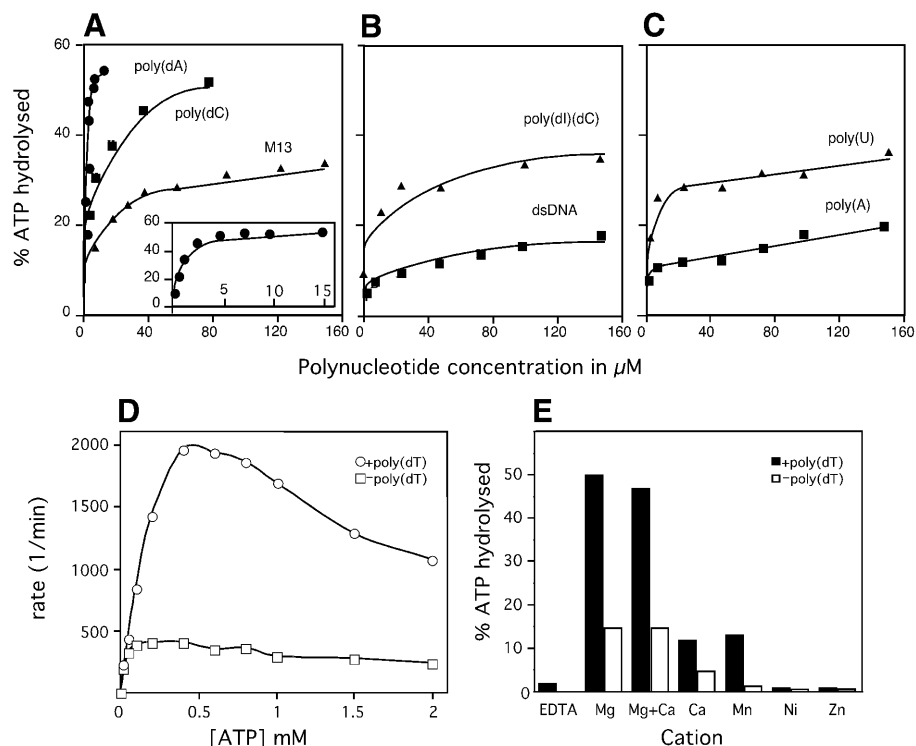 A
B
C
60
40
20
0
% ATP hydrolysed
poly(dA)
poly(dC)
M13
60
40
20
0
5
10
15
0 40 80 120 160
poly(dI)(dC)
dsDNA
0 40 80 120 160
poly(U)
poly(A)
0 40 80 120 160
Polynucleotide concentration in µM
D
2000
1500
1000
500
rate (1/min)
+poly(dT)
-poly(dT)
0 0.5 1 1.5 2
[ATP] mM
E
50
40
30
20
10
0
% ATP hydrolysed
+poly(dT)
-poly(dT)
EDTA Mg Mg+Ca Ca Mn Ni Zn
Cation